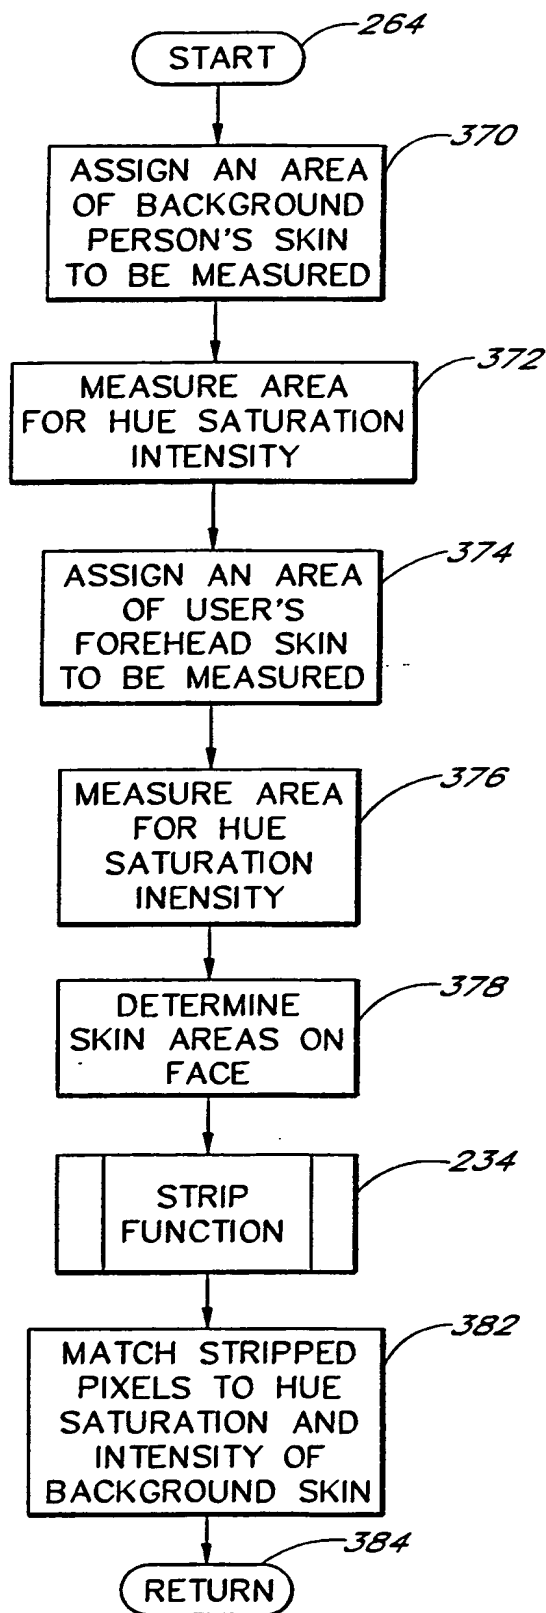 264
START
370
ASSIGN AN AREA
OF BACKGROUND
PERSON'S SKIN
TO BE MEASURED
372
MEASURE AREA
FOR HUE SATURATION
INTENSITY
374
ASSIGN AN AREA
OF USER'S
FOREHEAD SKIN
TO BE MEASURED
376
MEASURE AREA
FOR HUE
SATURATION
INENSITY
378
DETERMINE
SKIN AREAS ON
FACE
234
STRIP
FUNCTION
382
MATCH STRIPPED
PIXELS TO HUE
SATURATION AND
INTENSITY OF
BACKGROUND SKIN
384
RETURN